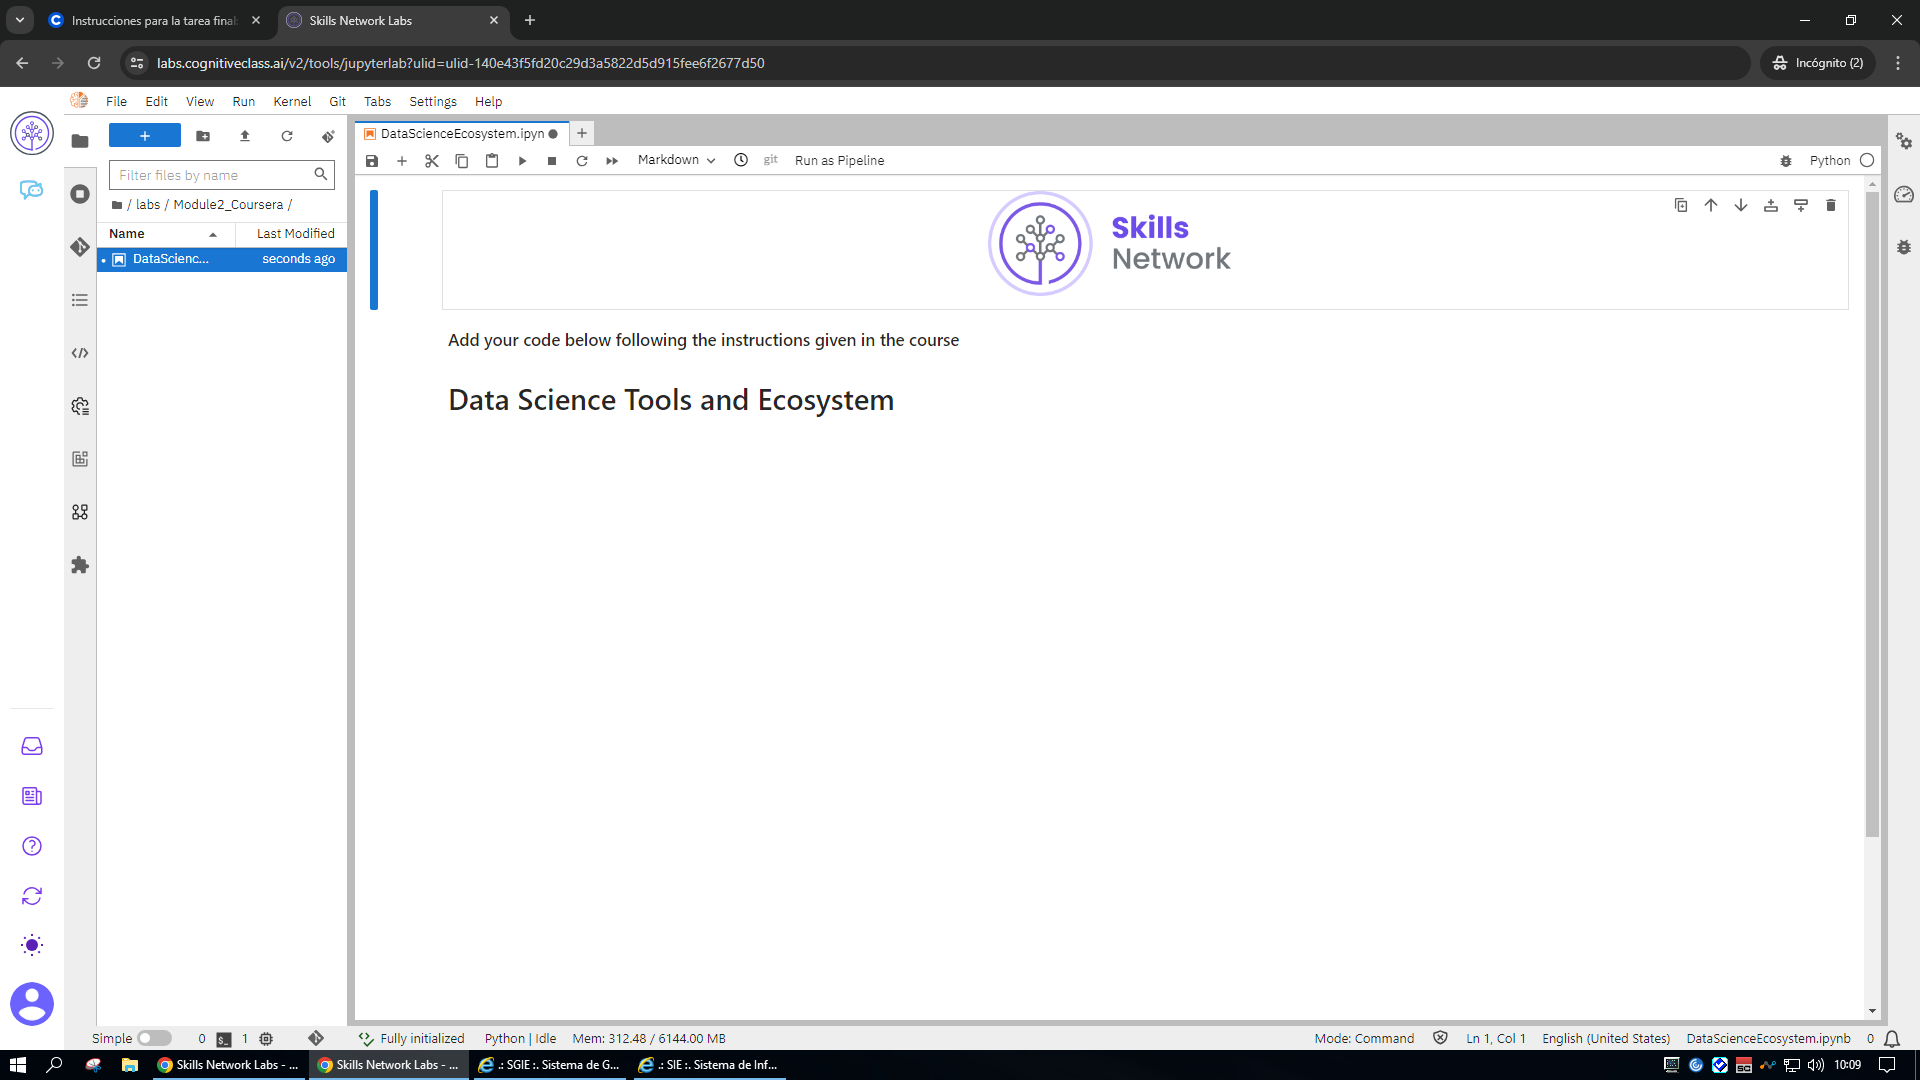 Instrucciones para la tarea final
Skills Network Labs
labs.cognitiveclass.ai/v2/tools/jupyterlab?ulid=ulid-140e43f5fd20c29d3a5822d5d915fee6f2677d50
Incógnito (2)
File Edit View Run Kernel Git Tabs Settings Help
DataScienceEcosystem.ipyn
Markdown
git
Run as Pipeline
Python
Filter files by name
/ labs / Module2_Coursera /
Name Last Modified
DataScienc... seconds ago
Skills
Network
Add your code below following the instructions given in the course
Data Science Tools and Ecosystem
Simple 0 1 Fully initialized Python | Idle Mem: 312.48 / 6144.00 MB Mode: Command Ln 1, Col 1 English (United States) DataScienceEcosystem.ipynb 0
Skills Network Labs - ... Skills Network Labs - ... .: SGIE :. Sistema de G... .: SIE :. Sistema de Inf... 10:09